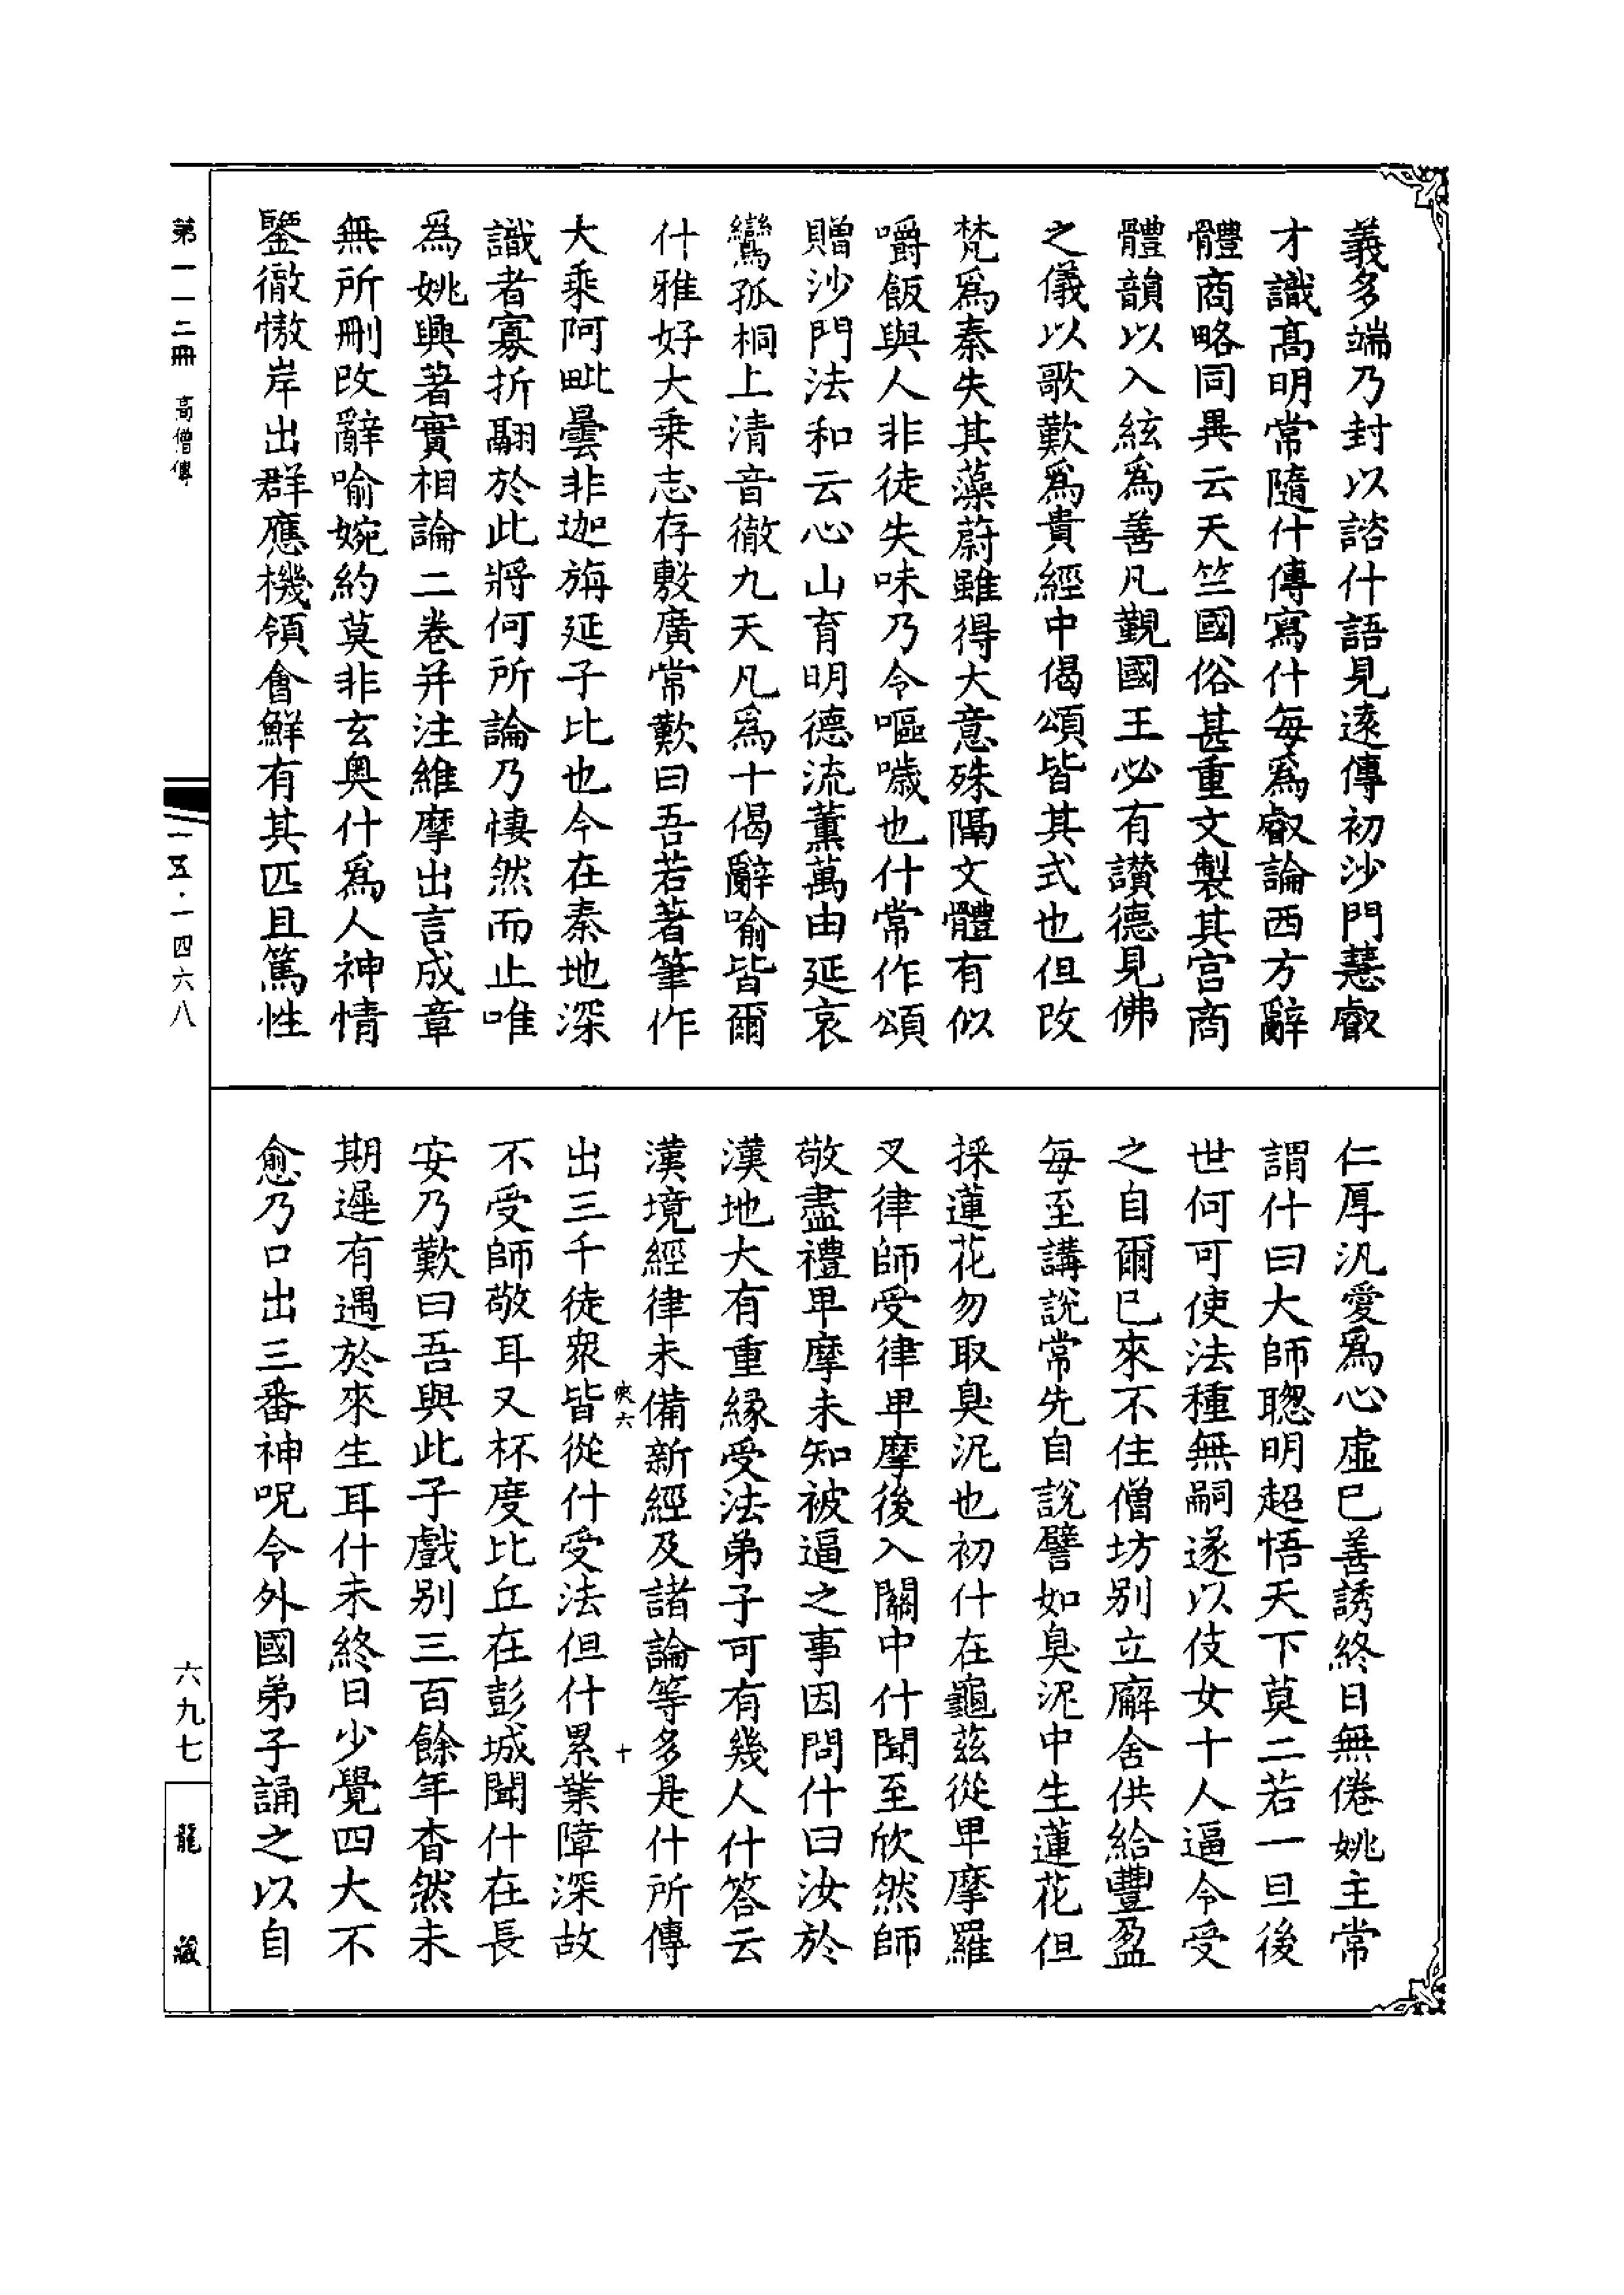 義多端乃封以諮什語見遠傳初沙門慧叡
才識髙明常隨什傳寫什每爲叡論西方辭
體商略同異云天竺國俗甚重文製其宫商
體韻以入絃爲善凡覲國王必有讃德見佛
之儀以歌歎爲貴經中偈頌皆其式也但改
梵爲秦失其藻蔚雖得大意殊隔文體有似
嚼飯與人非徒失味乃令嘔噦也什常作頌
贈沙門法和云心山育明德流薰萬由延哀
鸞孤桐上清音徹九天凡爲十偈辭喻皆爾
什雅好大乗志存敷廣常歎曰吾若著筆作
大乗阿毗曇非迦旃延子比也今在秦地深
識者寡折翮於此將何所論乃悽然而止唯
爲姚興著實相論二卷并注維摩出言成章
無所刪改辭喻婉約莫非玄奥什爲人神情
鑒徹慠岸出群應機領會鮮有其匹且篤性
仁厚汎愛爲心虛已善誘終日無倦姚主常
謂什曰大師聰明超悟天下莫二若一旦後
世何可使法種無嗣遂以伎女十人逼令受
之自爾已來不住僧坊别立廨舍供給豐盈
每至講說常先自說譬如臭泥中生蓮花但
採蓮花勿取臭泥也初什在龜茲從卑摩羅
叉律師受律卑摩後入關中什聞至欣然師
敬盡禮卑摩未知被逼之事因問什曰汝於
漢地大有重緣受法弟子可有幾人什答云
漢境經律未備新經及諸論等多是什所傳
出三千徒衆皆從什受法但什累業障深故
不受師敬耳又杯度比丘在彭城聞什在長
安乃歎曰吾與此子戲别三百餘年杳然未
期遲有遇於來生耳什未終日少覺四大不
愈乃口出三番神呪令外國弟子誦之以自
六
十
第一一二冊 高僧傳
一五·一四六八
六九七
龍藏